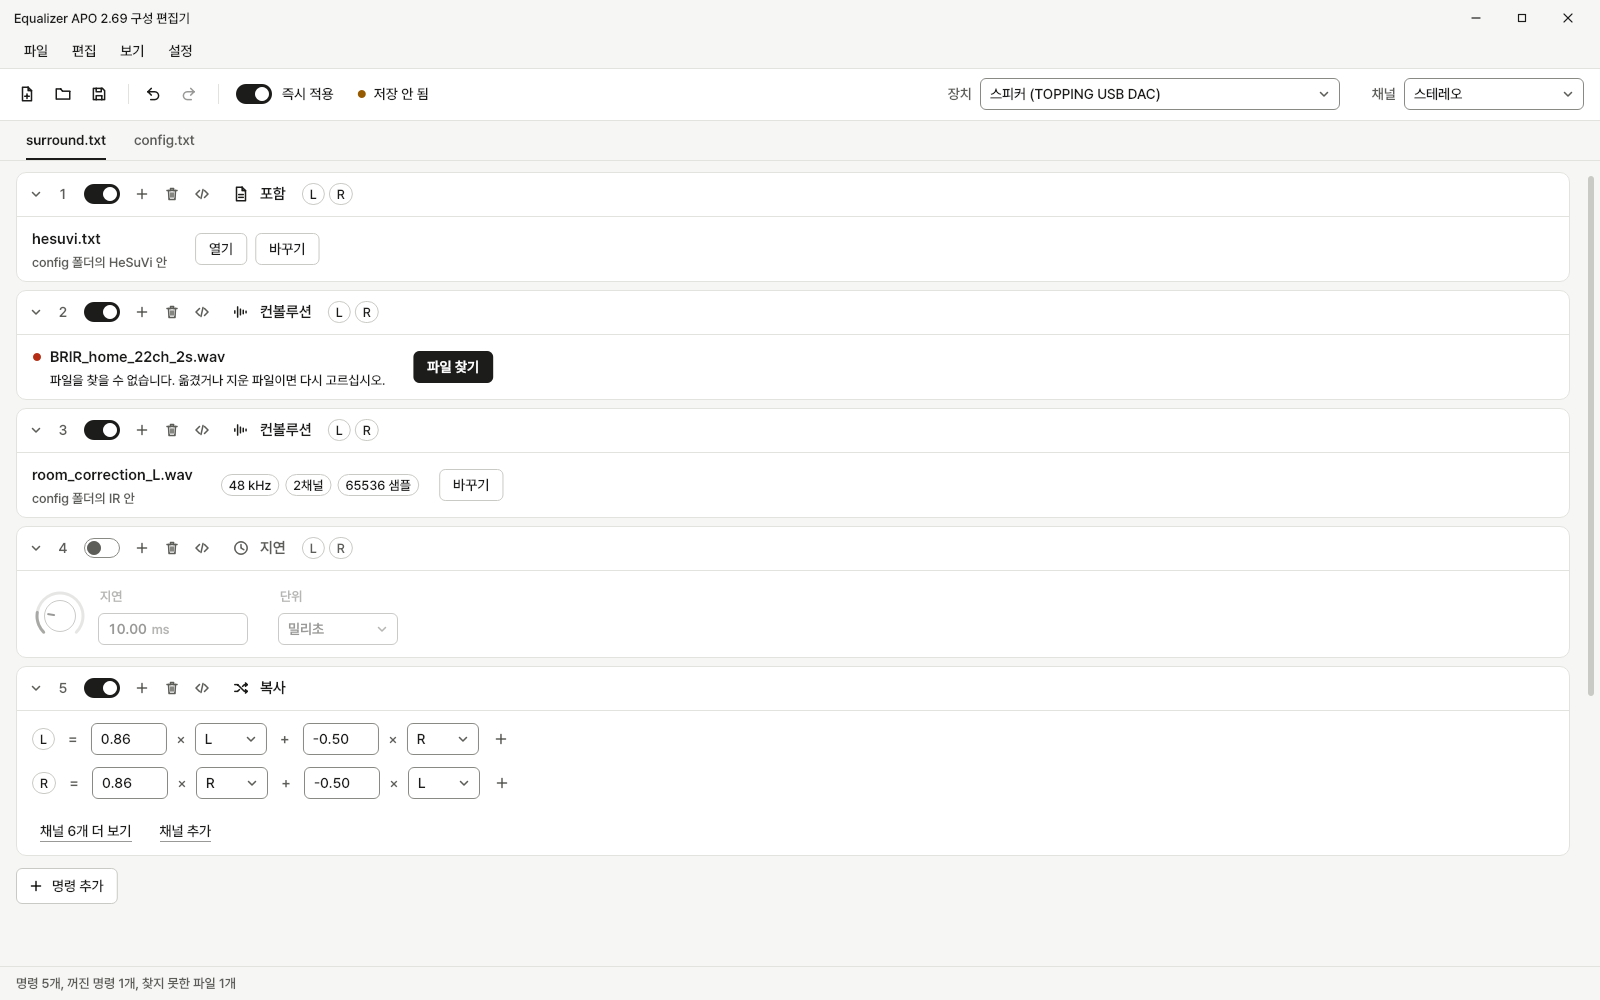 Equalizer APO 2.69 구성 편집기
파일 편집 보기 설정
즉시 적용 저장 안 됨 장치 스피커 (TOPPING USB DAC) 채널 스테레오
surround.txt config.txt
1 포함 L R
hesuvi.txt
config 폴더의 HeSuVi 안
열기 바꾸기
2 컨볼루션 L R
BRIR_home_22ch_2s.wav
파일을 찾을 수 없습니다. 옮겼거나 지운 파일이면 다시 고르십시오.
파일 찾기
3 컨볼루션 L R
room_correction_L.wav
config 폴더의 IR 안
48 kHz 2채널 65536 샘플 바꾸기
4 지연 L R
지연 단위
10.00 ms 밀리초
5 복사
L = 0.86 × L + -0.50 × R +
R = 0.86 × R + -0.50 × L +
채널 6개 더 보기 채널 추가
+ 명령 추가
명령 5개, 꺼진 명령 1개, 찾지 못한 파일 1개